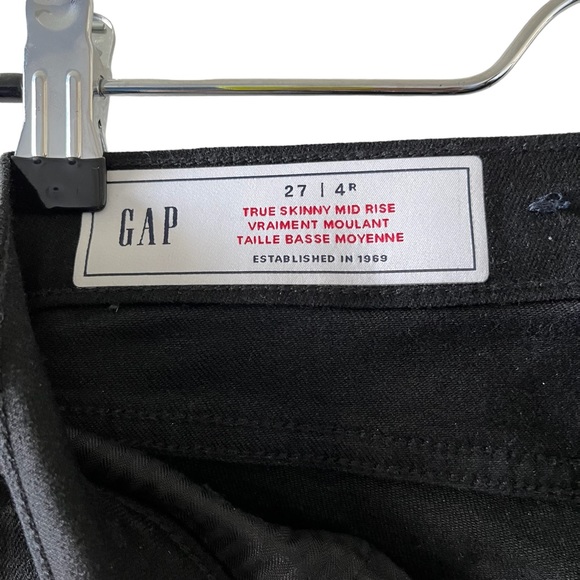 GAP
27 | 4R
TRUE SKINNY MID RISE
VRAIMENT MOULANT
TAILLE BASSE MOYENNE
ESTABLISHED IN 1969